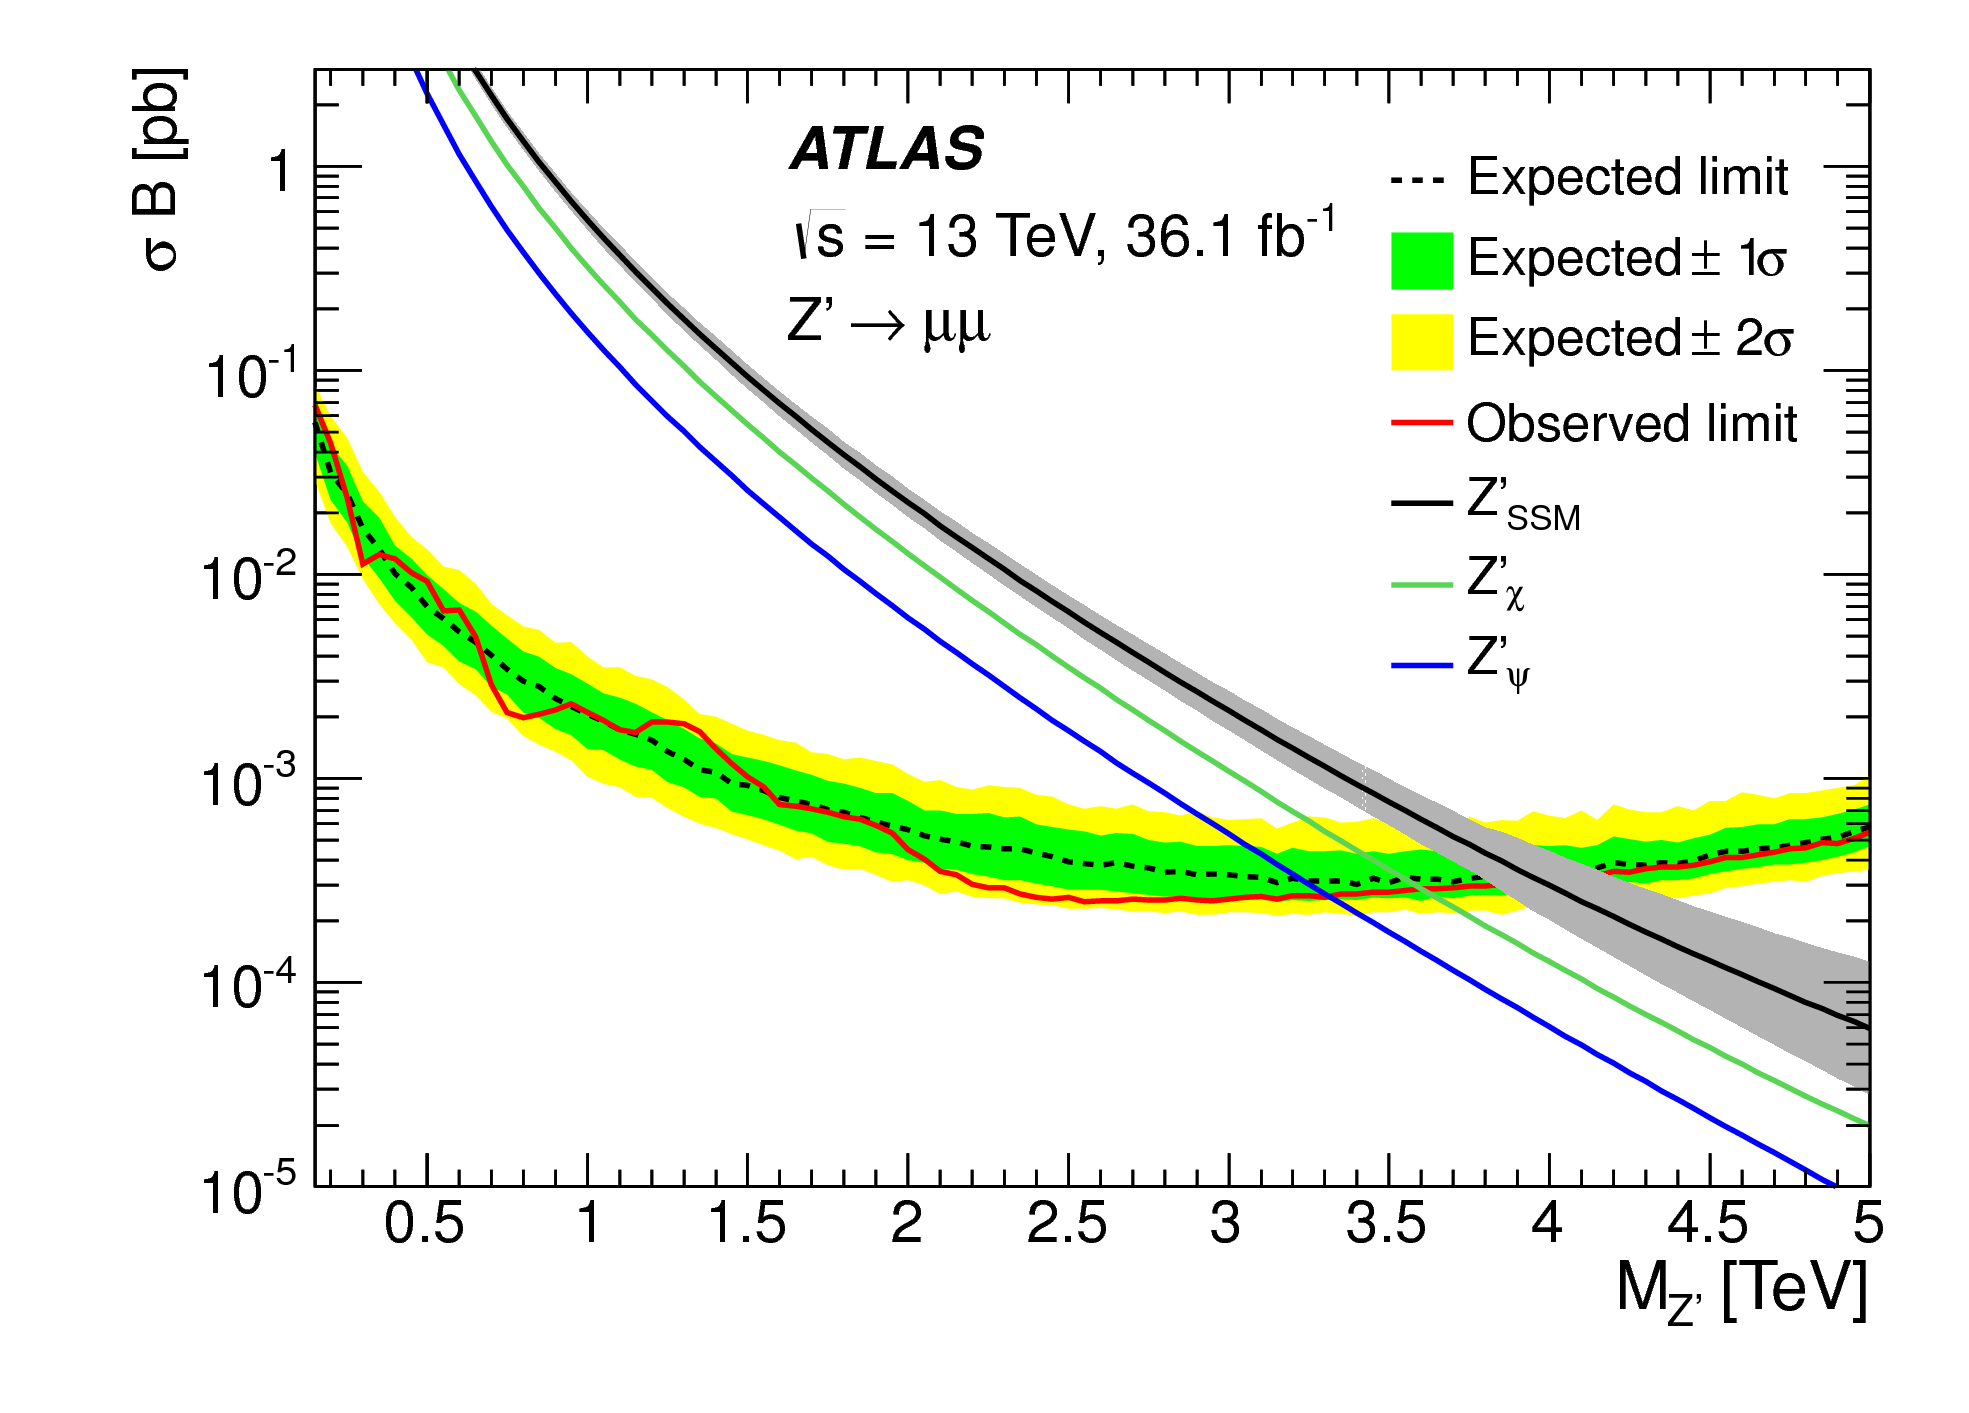 σ B [pb]
1
10⁻¹
10⁻²
10⁻³
10⁻⁴
10⁻⁵
ATLAS
√s = 13 TeV, 36.1 fb⁻¹
Z' → μμ
Expected limit
Expected ± 1σ
Expected ± 2σ
Observed limit
Z'SSM
Z'χ
Z'ψ
0.5 1 1.5 2 2.5 3 3.5 4 4.5 5
MZ' [TeV]